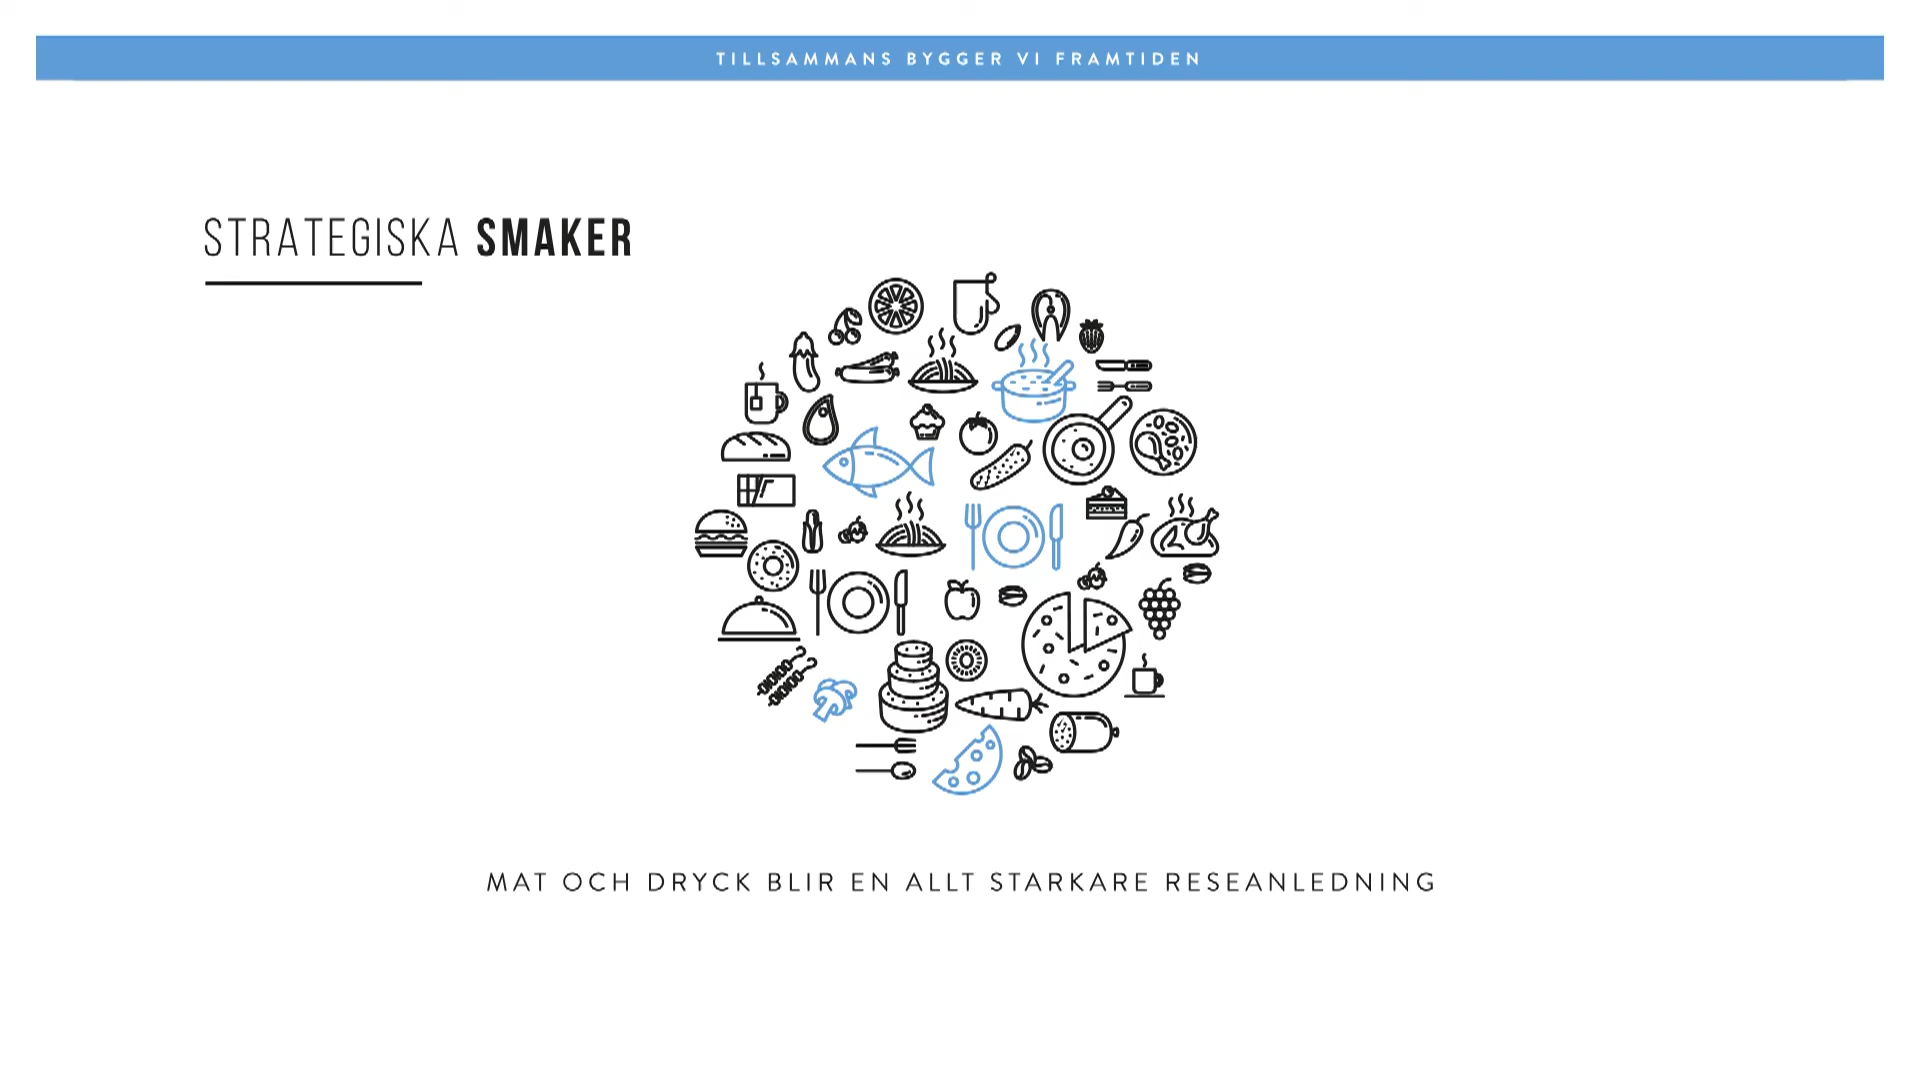 TILLSAMMANS BYGGER VI FRAMTIDEN
STRATEGISKA SMAKER
MAT OCH DRYCK BLIR EN ALLT STARKARE RESEANLEDNING